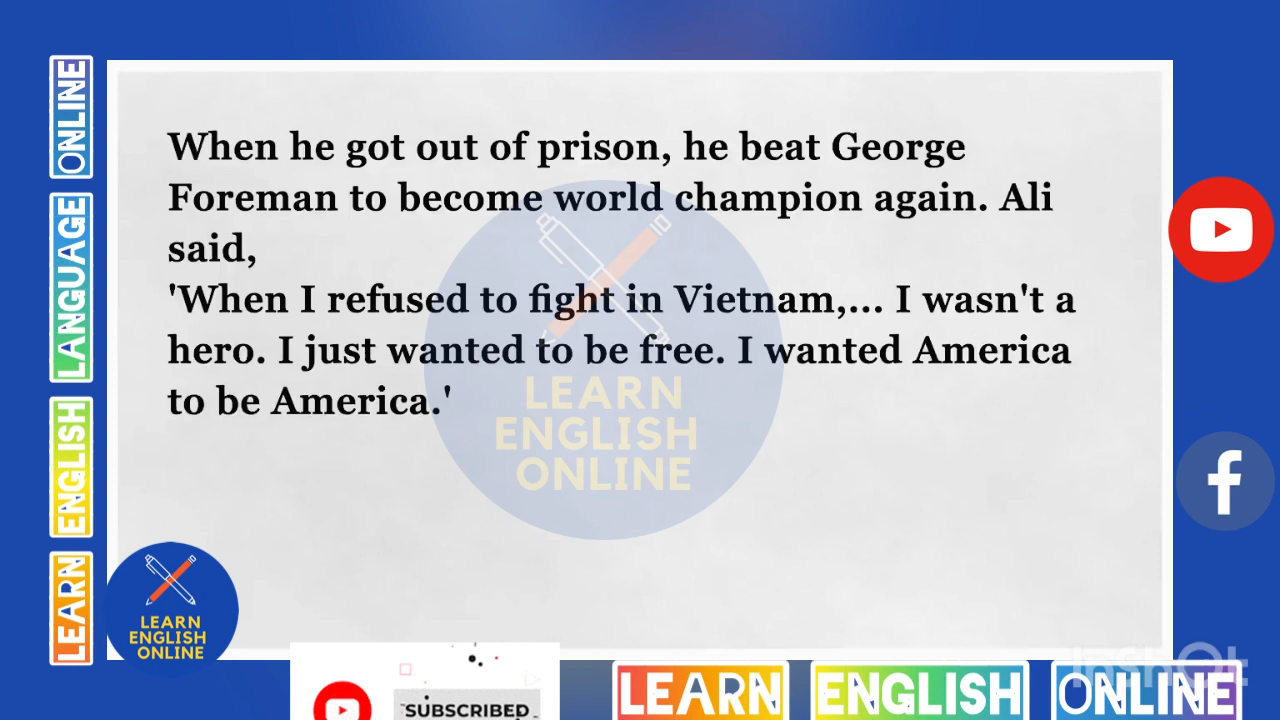 When he got out of prison, he beat George
Foreman to become world champion again. Ali
said,
'When I refused to fight in Vietnam,... I wasn't a
hero. I just wanted to be free. I wanted America
to be America.'
LEARN
ENGLISH
ONLINE
LEARN ENGLISH LANGUAGE ONLINE
LEARN
ENGLISH
ONLINE
SUBSCRIBED
LEARN ENGLISH ONLINE
InShOt